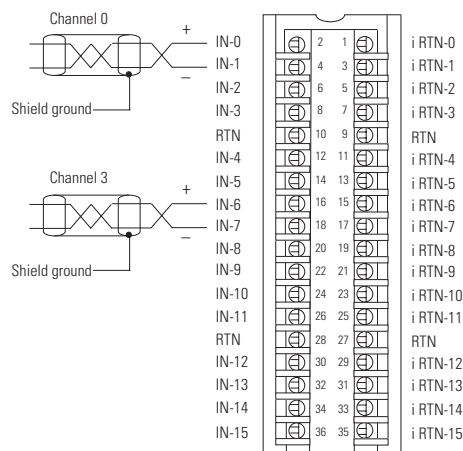 Channel 0
+
IN-0 2 1 i RTN-0
IN-1 4 3 i RTN-1
–
IN-2 6 5 i RTN-2
Shield ground
IN-3 8 7 i RTN-3
RTN 10 9 RTN
IN-4 12 11 i RTN-4
Channel 3
IN-5 14 13 i RTN-5
+
IN-6 16 15 i RTN-6
IN-7 18 17 i RTN-7
–
IN-8 20 19 i RTN-8
Shield ground
IN-9 22 21 i RTN-9
IN-10 24 23 i RTN-10
IN-11 26 25 i RTN-11
RTN 28 27 RTN
IN-12 30 29 i RTN-12
IN-13 32 31 i RTN-13
IN-14 34 33 i RTN-14
IN-15 36 35 i RTN-15